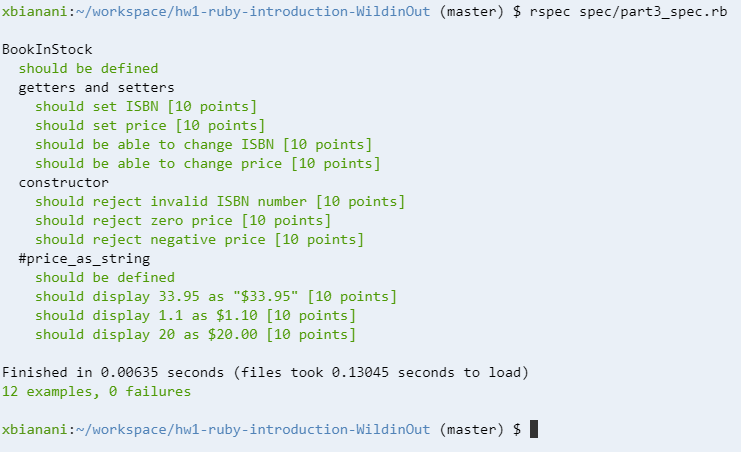 xbianani:~/workspace/hw1-ruby-introduction-WildinOut (master) $ rspec spec/part3_spec.rb
BookInStock
should be defined
getters and setters
should set ISBN [10 points]
should set price [10 points]
should be able to change ISBN [10 points]
should be able to change price [10 points]
constructor
should reject invalid ISBN number [10 points]
should reject zero price [10 points]
should reject negative price [10 points]
#price_as_string
should be defined
should display 33.95 as "$33.95" [10 points]
should display 1.1 as $1.10 [10 points]
should display 20 as $20.00 [10 points]
Finished in 0.00635 seconds (files took 0.13045 seconds to load)
12 examples, 0 failures
xbianani:~/workspace/hw1-ruby-introduction-WildinOut (master) $